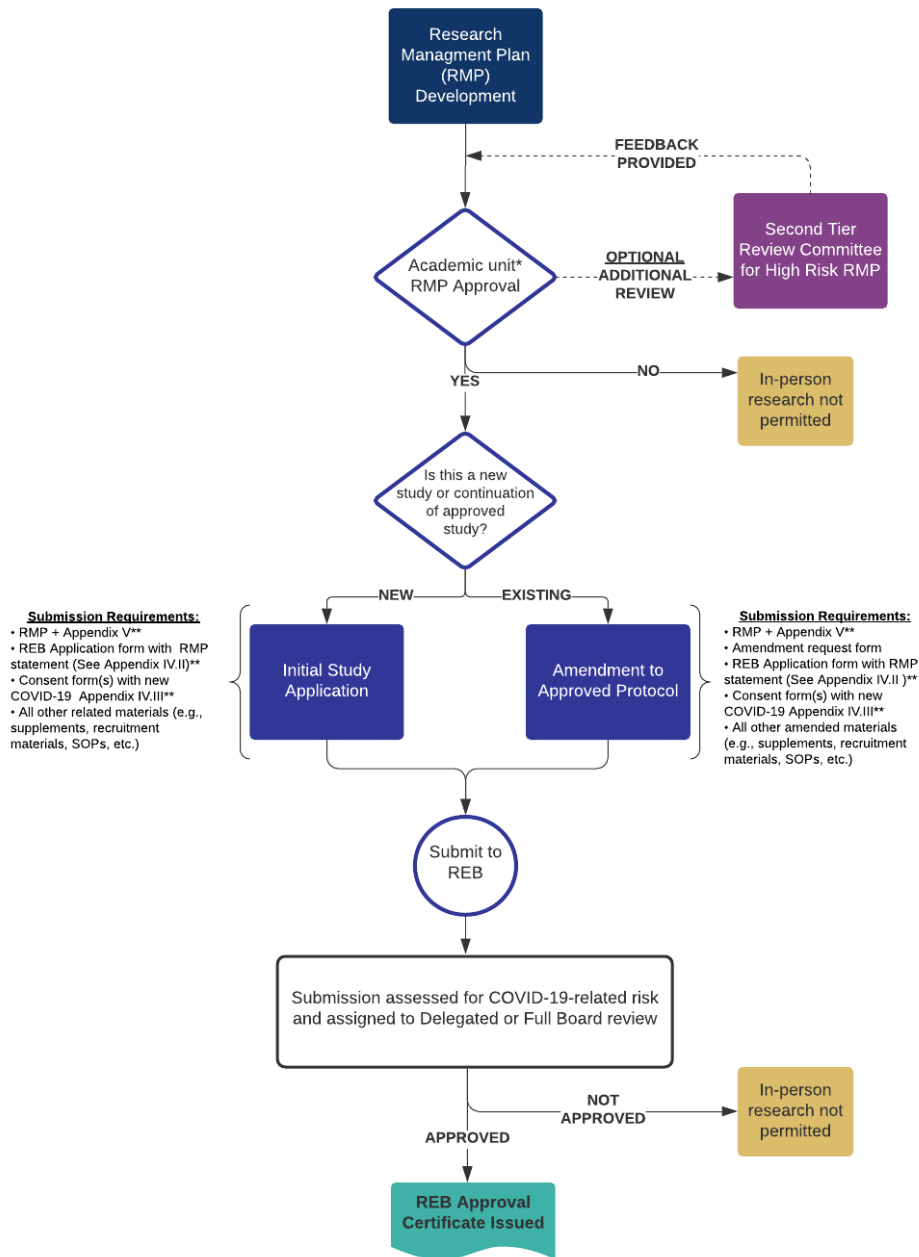 Research
Managment Plan
(RMP)
Development
FEEDBACK
PROVIDED
Second Tier
Review Committee
for High Risk RMP
Academic unit*
RMP Approval
OPTIONAL
ADDITIONAL
REVIEW
YES
NO
In-person
research not
permitted
Is this a new
study or continuation
of approved
study?
NEW
EXISTING
Submission Requirements:
• RMP + Appendix V**
• REB Application form with RMP
statement (See Appendix IV.II)**
• Consent form(s) with new
COVID-19 Appendix IV.III**
• All other related materials (e.g.,
supplements, recruitment
materials, SOPs, etc.)
Initial Study
Application
Amendment to
Approved Protocol
Submission Requirements:
• RMP + Appendix V**
• Amendment request form
• REB Application form with RMP
statement (See Appendix IV.II )**
• Consent form(s) with new
COVID-19 Appendix IV.III**
• All other amended materials
(e.g., supplements, recruitment
materials, SOPs, etc.)
Submit to
REB
Submission assessed for COVID-19-related risk
and assigned to Delegated or Full Board review
NOT
APPROVED
In-person
research not
permitted
APPROVED
REB Approval
Certificate Issued